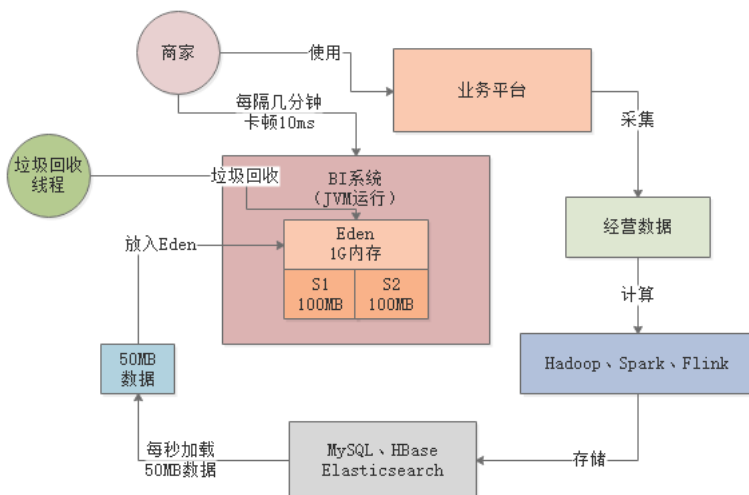 商家
使用
业务平台
每隔几分钟
卡顿10ms
采集
垃圾回收
线程
垃圾回收
BI系统
(JVM运行)
经营数据
放入Eden
Eden
1G内存
S1
100MB
S2
100MB
计算
50MB
数据
Hadoop、Spark、Flink
每秒加载
50MB数据
MySQL、HBase
Elasticsearch
存储